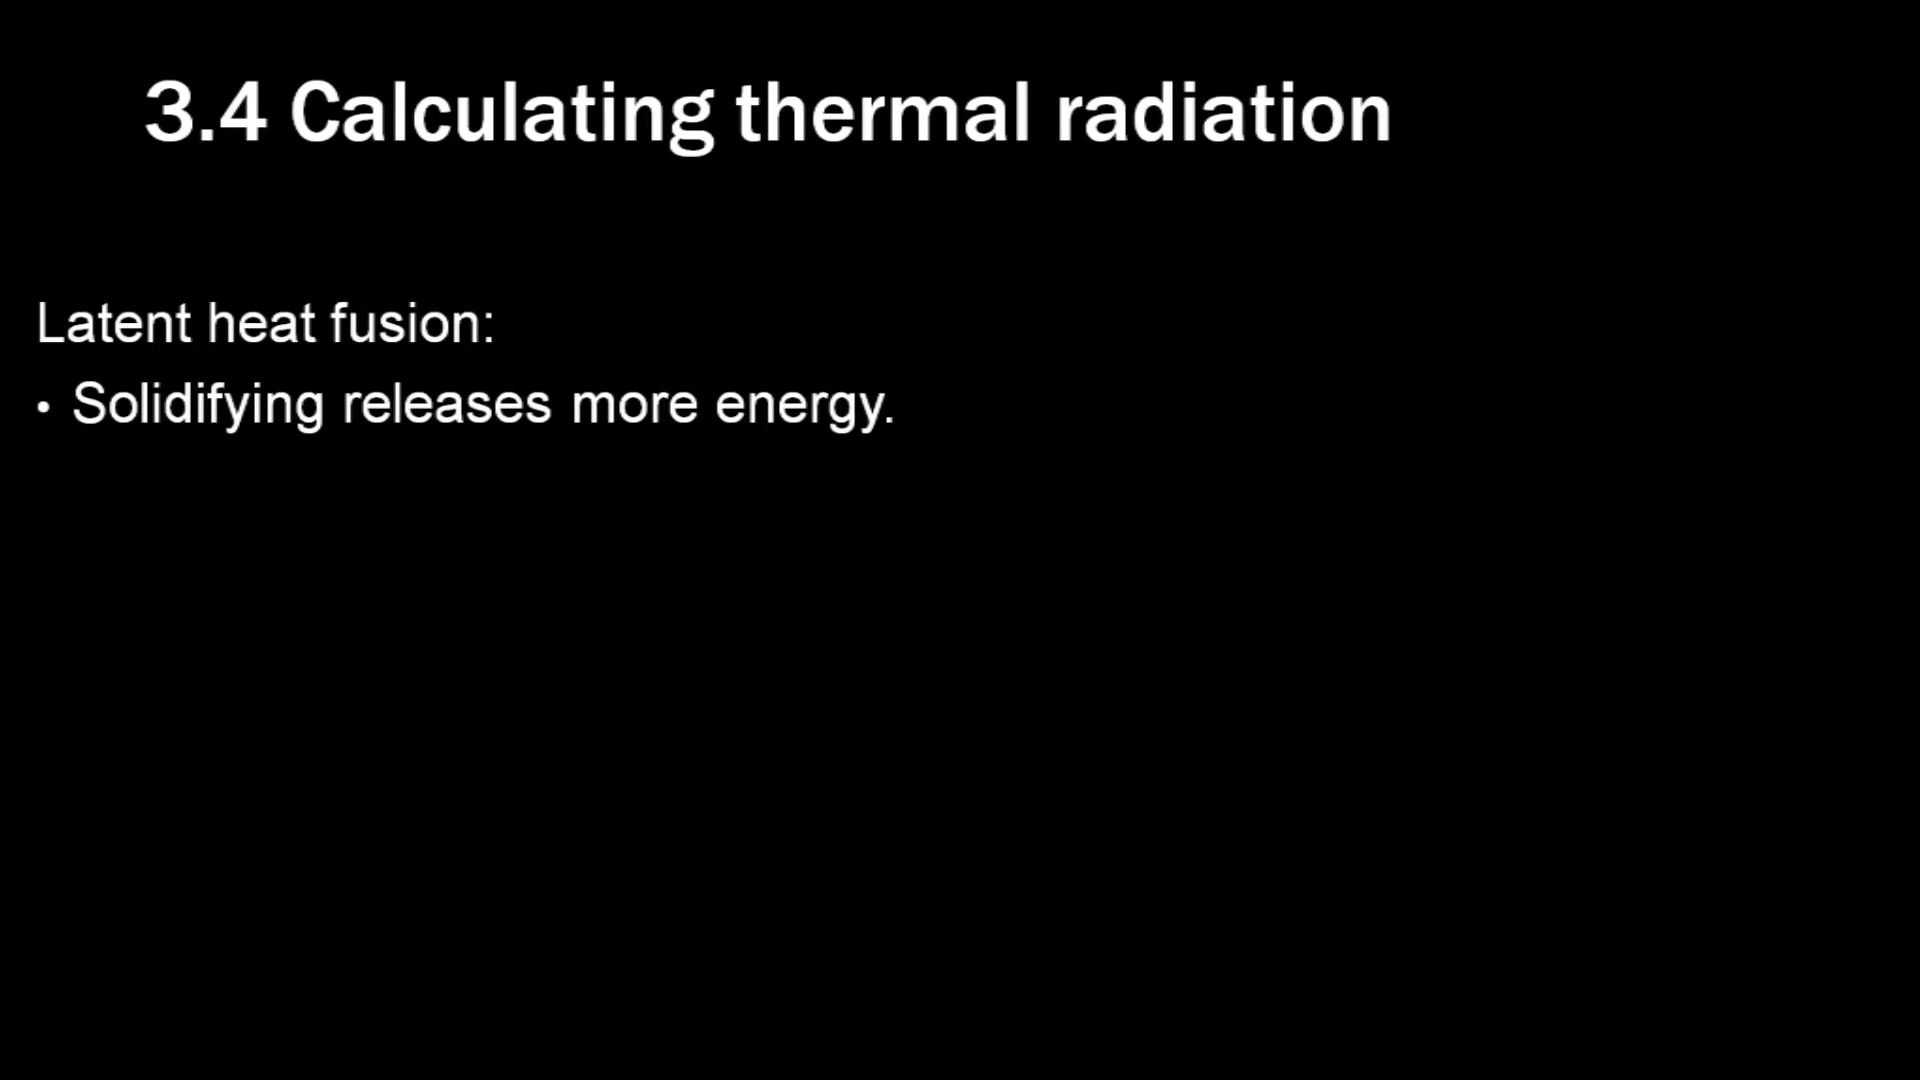 3.4 Calculating thermal radiation
Latent heat fusion:
• Solidifying releases more energy.